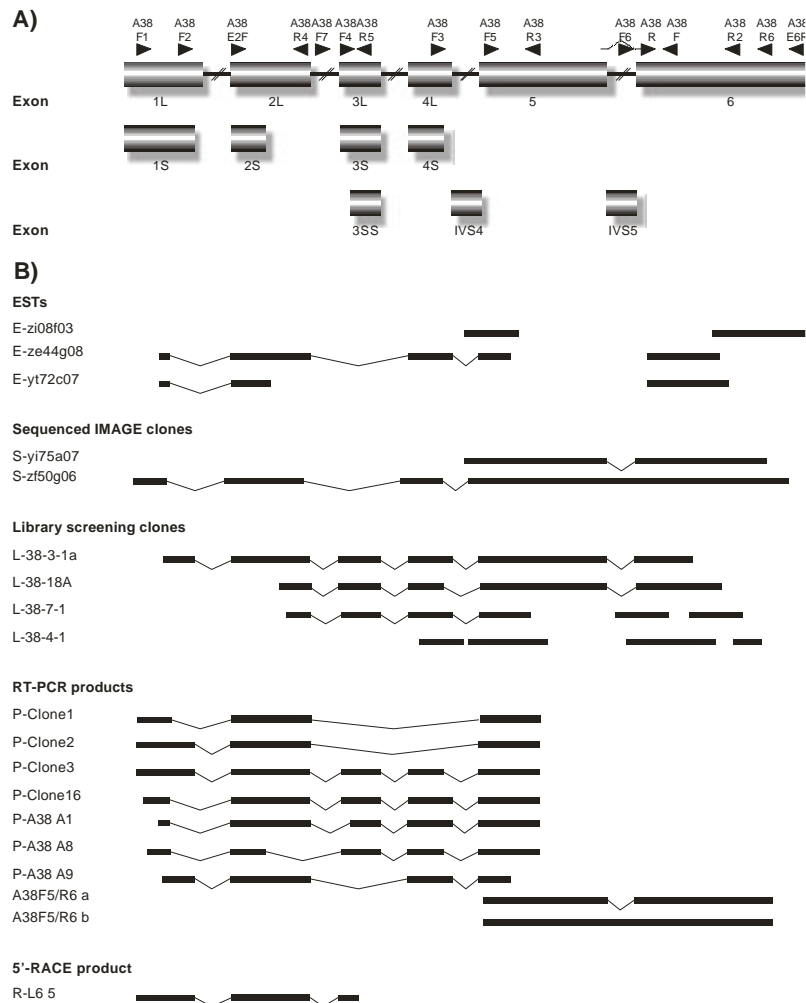 A)
A38 A38 A38 A38 A38 A38 A38 A38 A38 A38 A38 A38 A38 A38 A38 A38
F1 F2 E2F R4 F7 F4 R5 F3 F5 R3 F6 R F R2 R6 E6R
Exon 1L 2L 3L 4L 5 6
Exon 1S 2S 3S 4S
Exon 3SS IVS4 IVS5
B)
ESTs
E-zi08f03
E-ze44g08
E-yt72c07
Sequenced IMAGE clones
S-yi75a07
S-zf50g06
Library screening clones
L-38-3-1a
L-38-18A
L-38-7-1
L-38-4-1
RT-PCR products
P-Clone1
P-Clone2
P-Clone3
P-Clone16
P-A38 A1
P-A38 A8
P-A38 A9
A38F5/R6 a
A38F5/R6 b
5'-RACE product
R-L6 5